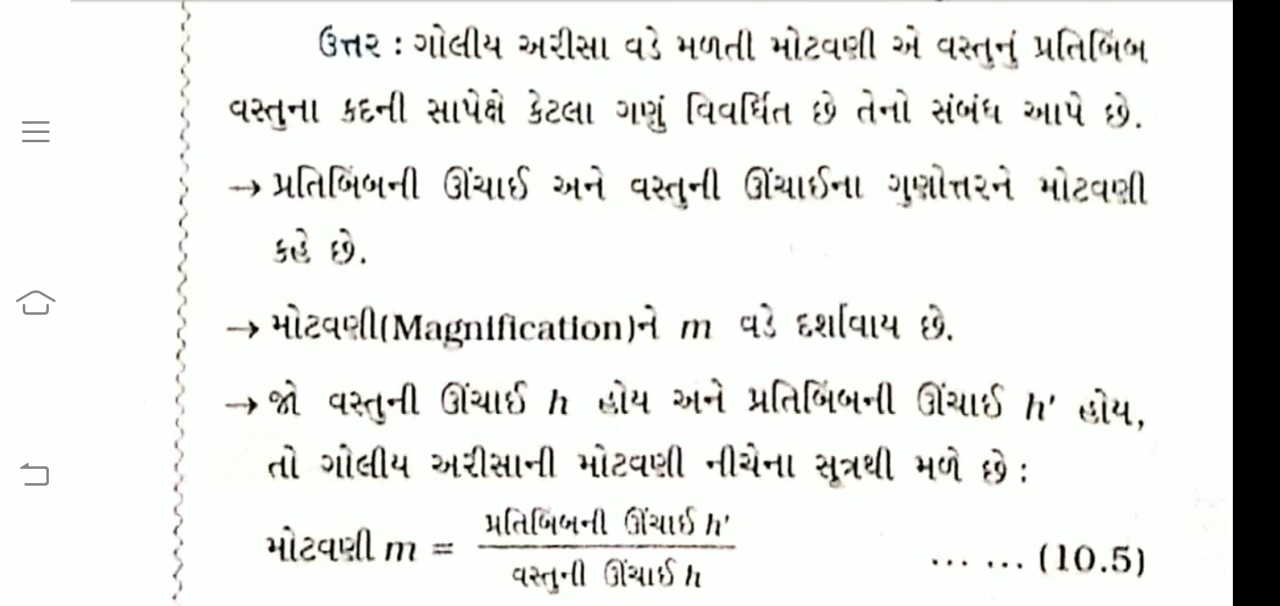 ઉત્તર : ગોલીય અરીસા વડે મળતી મોટવણી એ વસ્તુનું પ્રતિબિંબ
વસ્તુના કદની સાપેક્ષે કેટલા ગણું વિવર્ધિત છે તેનો સંબંધ આપે છે.
→ પ્રતિબિંબની ઊંચાઈ અને વસ્તુની ઊંચાઈના ગુણોત્તરને મોટવણી
કહે છે.
→ મોટવણી(Magnification)ને m વડે દર્શાવાય છે.
→ જો વસ્તુની ઊંચાઈ h હોય અને પ્રતિબિંબની ઊંચાઈ h' હોય,
તો ગોલીય અરીસાની મોટવણી નીચેના સૂત્રથી મળે છે :
મોટવણી m = પ્રતિબિંબની ઊંચાઈ h' / વસ્તુની ઊંચાઈ h ... ... (10.5)